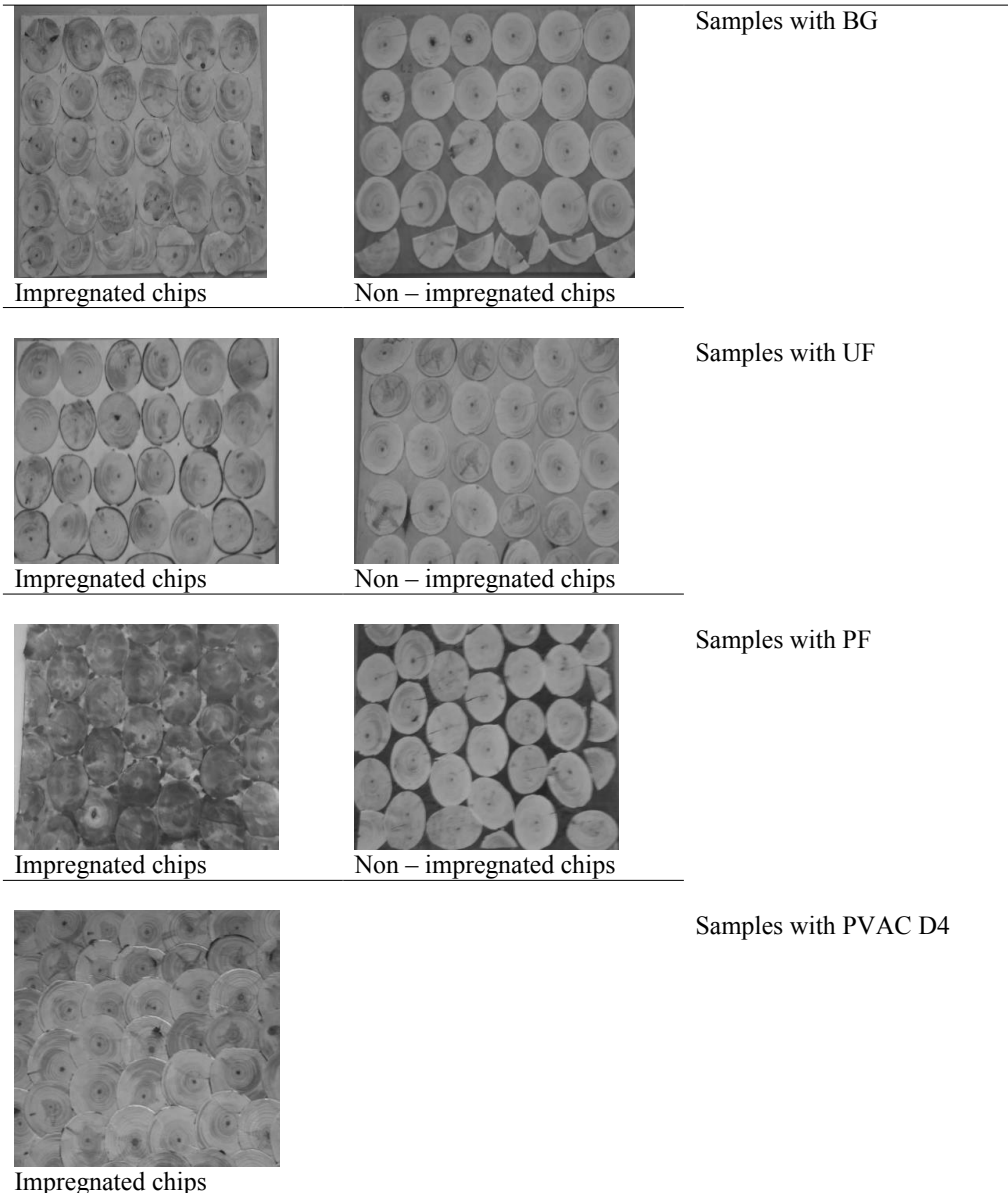 Samples with BG
Impregnated chips
Non – impregnated chips
Samples with UF
Impregnated chips
Non – impregnated chips
Samples with PF
Impregnated chips
Non – impregnated chips
Samples with PVAC D4
Impregnated chips